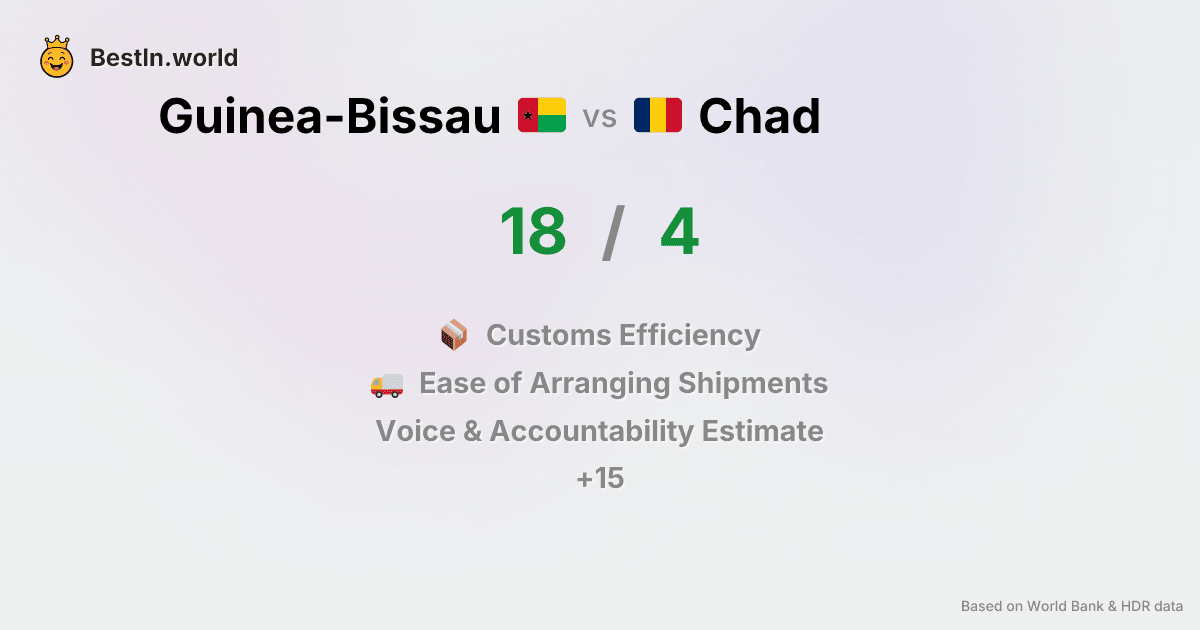 BestIn.world
Guinea-Bissau vs Chad
18 / 4
Customs Efficiency
Ease of Arranging Shipments
Voice & Accountability Estimate
+15
Based on World Bank & HDR data